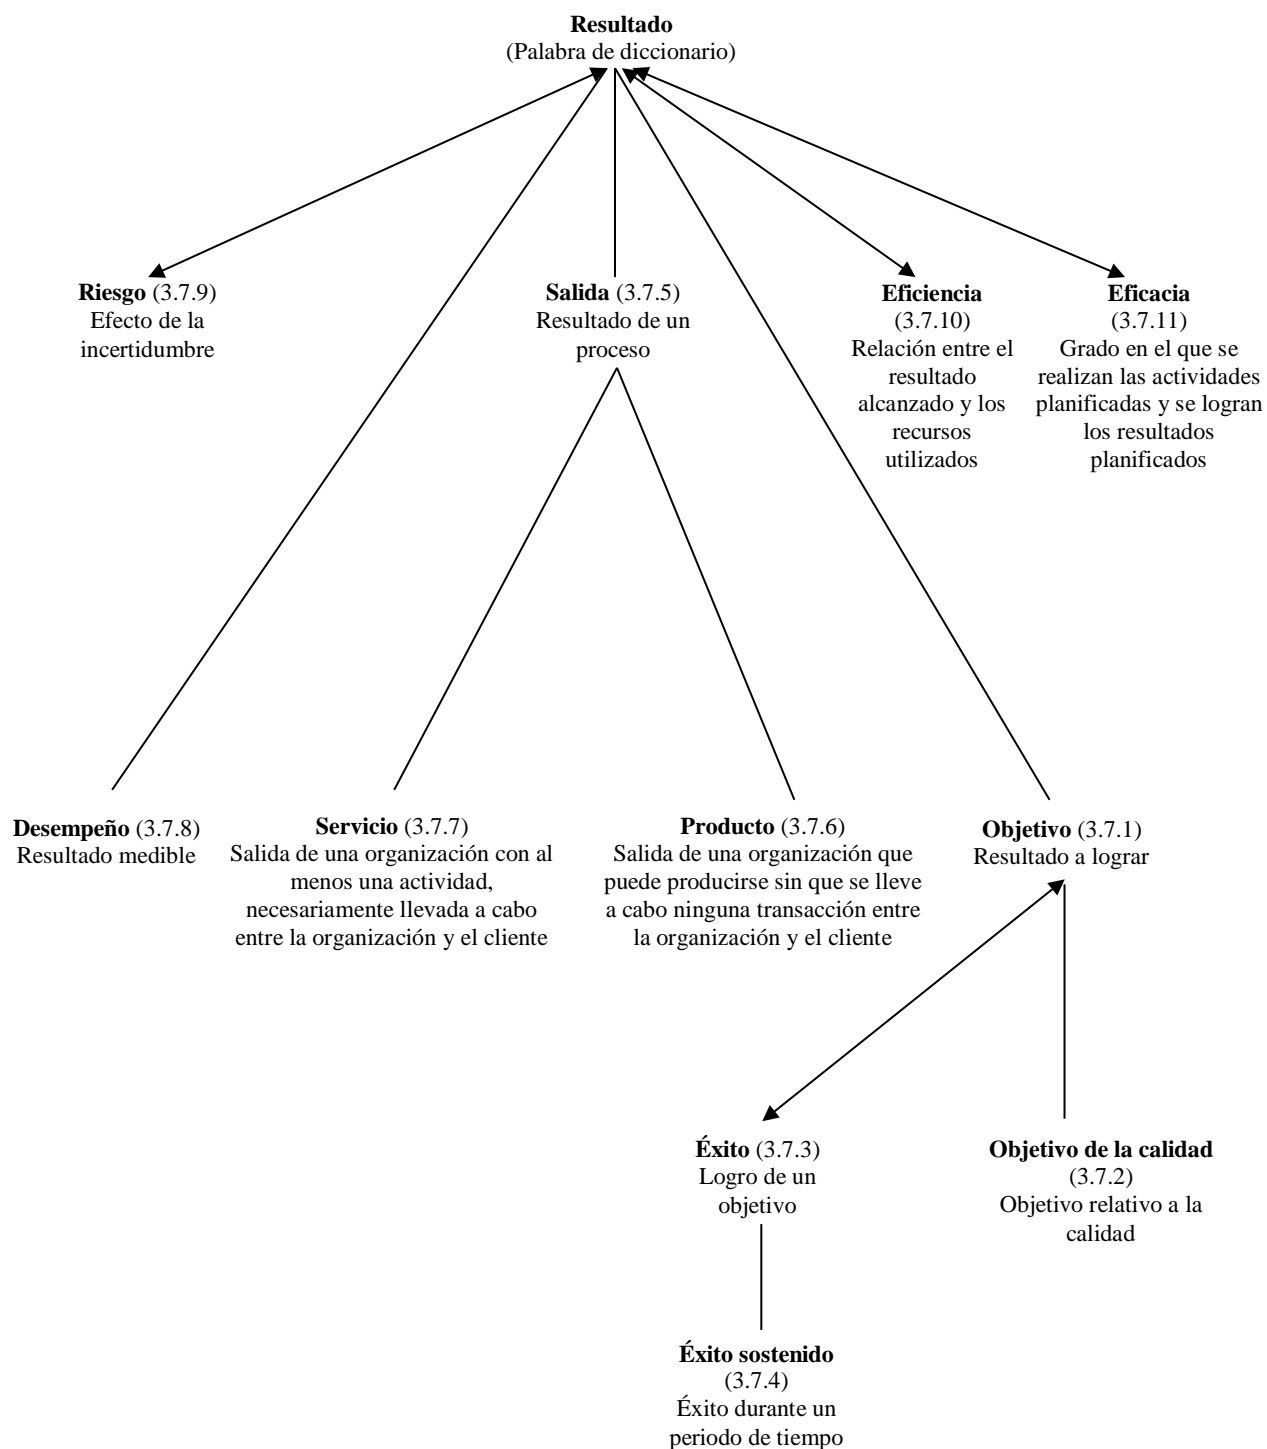 Resultado
(Palabra de diccionario)
Riesgo (3.7.9)
Efecto de la
incertidumbre
Salida (3.7.5)
Resultado de un
proceso
Eficiencia
(3.7.10)
Relación entre el
resultado
alcanzado y los
recursos
utilizados
Eficacia
(3.7.11)
Grado en el que se
realizan las actividades
planificadas y se logran
los resultados
planificados
Desempeño (3.7.8)
Resultado medible
Servicio (3.7.7)
Salida de una organización con al
menos una actividad,
necesariamente llevada a cabo
entre la organización y el cliente
Producto (3.7.6)
Salida de una organización que
puede producirse sin que se lleve
a cabo ninguna transacción entre
la organización y el cliente
Objetivo (3.7.1)
Resultado a lograr
Éxito (3.7.3)
Logro de un
objetivo
Objetivo de la calidad
(3.7.2)
Objetivo relativo a la
calidad
Éxito sostenido
(3.7.4)
Éxito durante un
periodo de tiempo